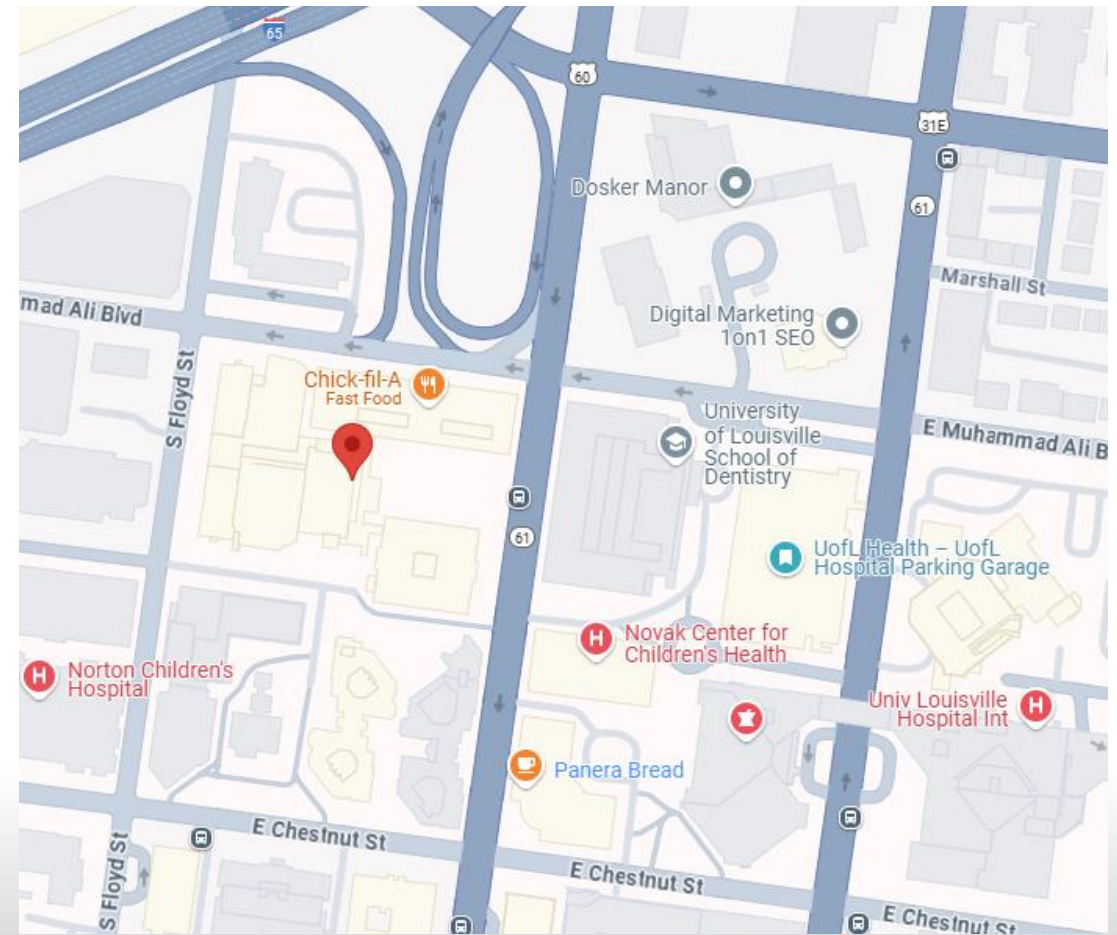 65
60
31E
Dosker Manor
61
Marshall St
mad Ali Blvd
Digital Marketing
1on1 SEO
Chick-fil-A
Fast Food
S Floyd St
University
of Louisville
School of
Dentistry
E Muhammad Ali B
61
UofL Health – UofL
Hospital Parking Garage
H
Novak Center for
Children's Health
H
Norton Children's
Hospital
Univ Louisville
Hospital Int
H
Panera Bread
E Chestnut St
S Floyd St
E Chestnut St
E Chestnut St